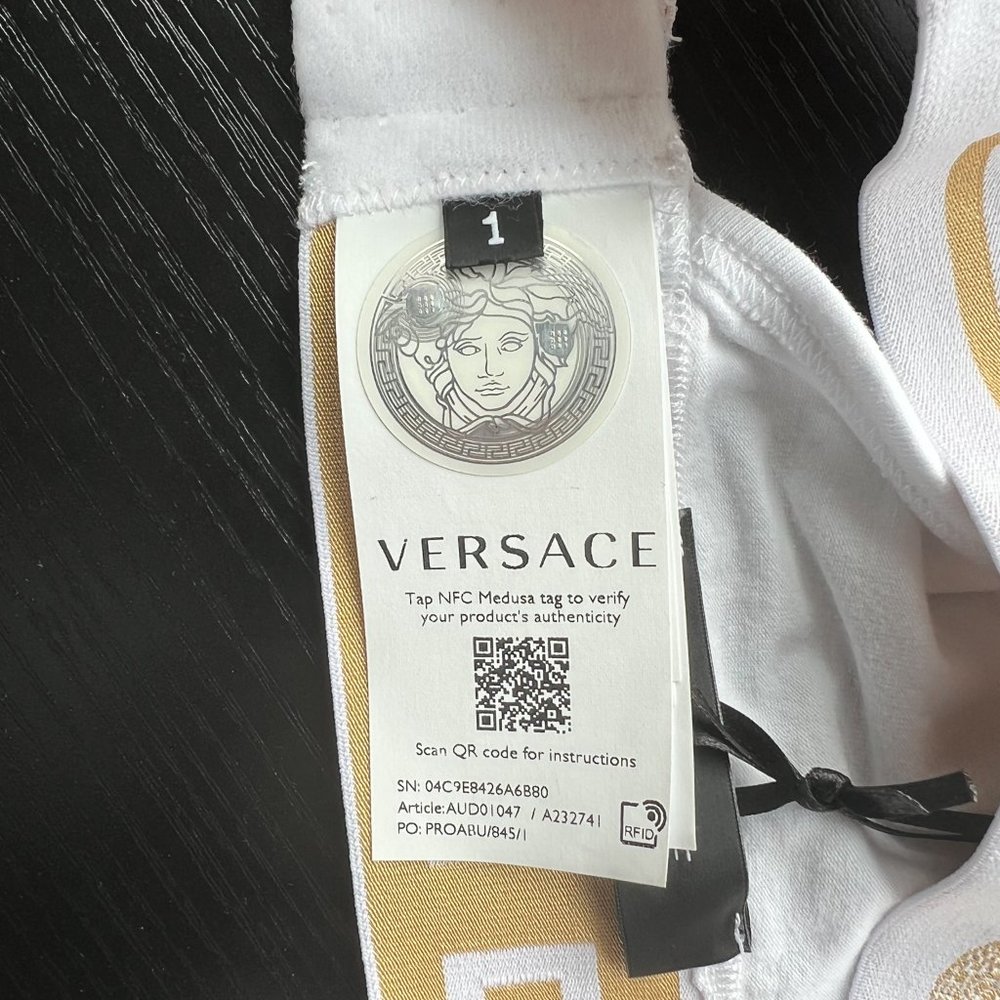 1
VERSACE
Tap NFC Medusa tag to verify
your product's authenticity
Scan QR code for instructions
SN: 04C9E8426A6B80
Article: AUD01047 / A232741
PO: PROABU/845/1
RFID